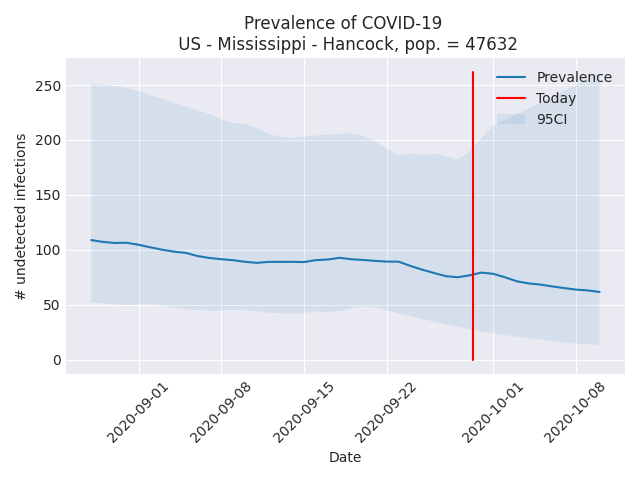 Prevalence of COVID-19
US - Mississippi - Hancock, pop. = 47632
Prevalence
Today
95CI
250
200
150
100
50
0
# undetected infections
2020-09-01
2020-09-08
2020-09-15
2020-09-22
2020-10-01
2020-10-08
Date